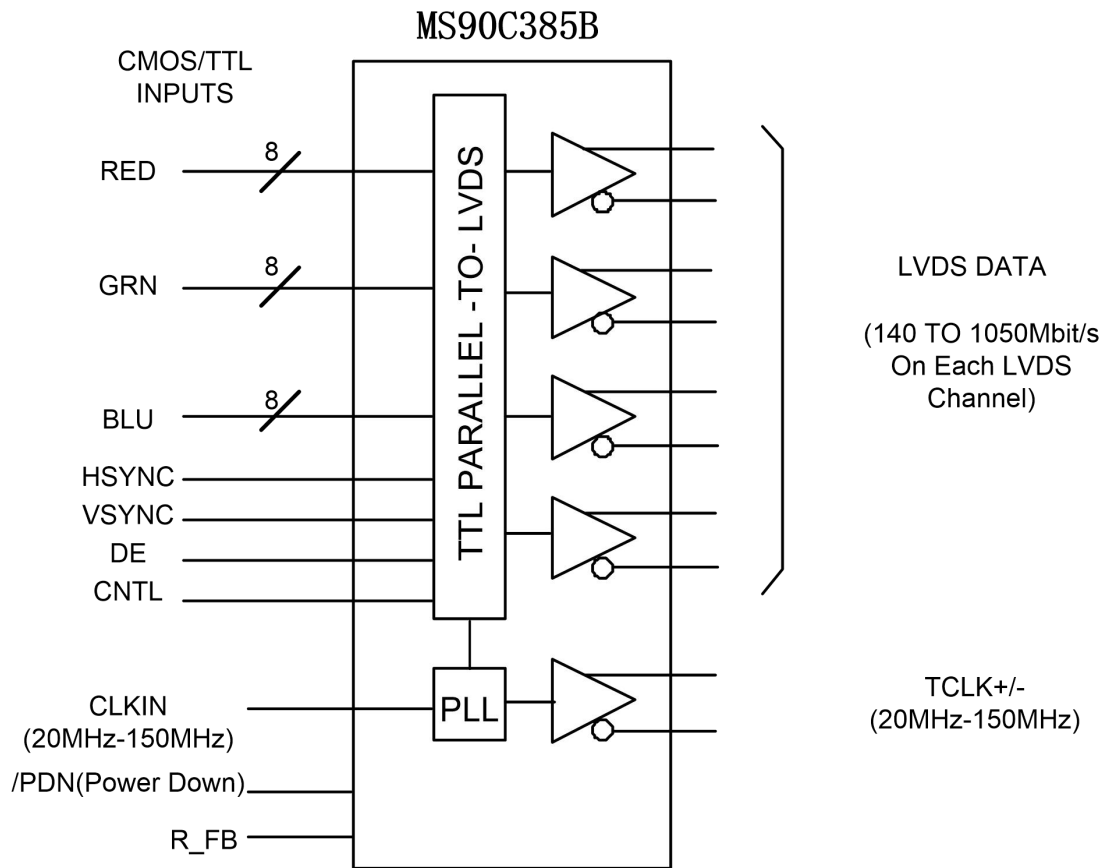 MS90C385B
CMOS/TTL
INPUTS
RED
8
GRN
8
BLU
8
HSYNC
VSYNC
DE
CNTL
CLKIN
(20MHz-150MHz)
/PDN(Power Down)
R_FB
TTL PARALLEL -TO- LVDS
PLL
LVDS DATA
(140 TO 1050Mbit/s
On Each LVDS
Channel)
TCLK+/-
(20MHz-150MHz)